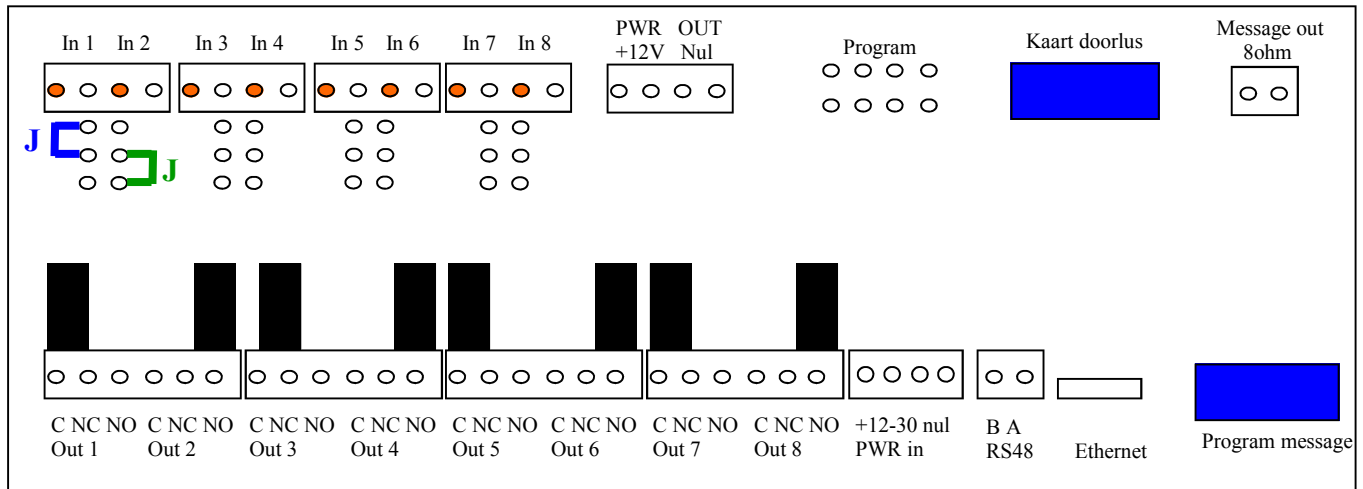 In 1 In 2 In 3 In 4 In 5 In 6 In 7 In 8
PWR OUT
+12V Nul
Program
Kaart doorlus
Message out
8ohm
J
J
C NC NO C NC NO C NC NO C NC NO C NC NO C NC NO C NC NO C NC NO
Out 1 Out 2 Out 3 Out 4 Out 5 Out 6 Out 7 Out 8
+12-30 nul
PWR in
B A
RS48
Ethernet
Program message